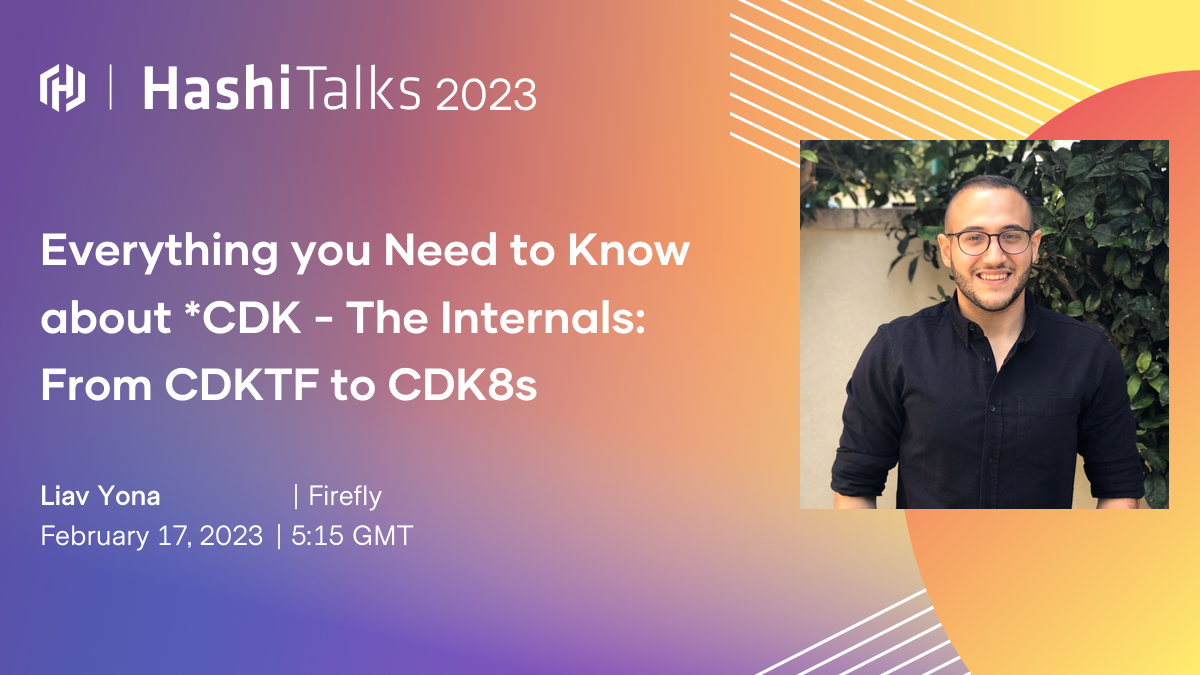 HashiTalks 2023
Everything you Need to Know
about *CDK - The Internals:
From CDKTF to CDK8s
Liav Yona | Firefly
February 17, 2023 | 5:15 GMT